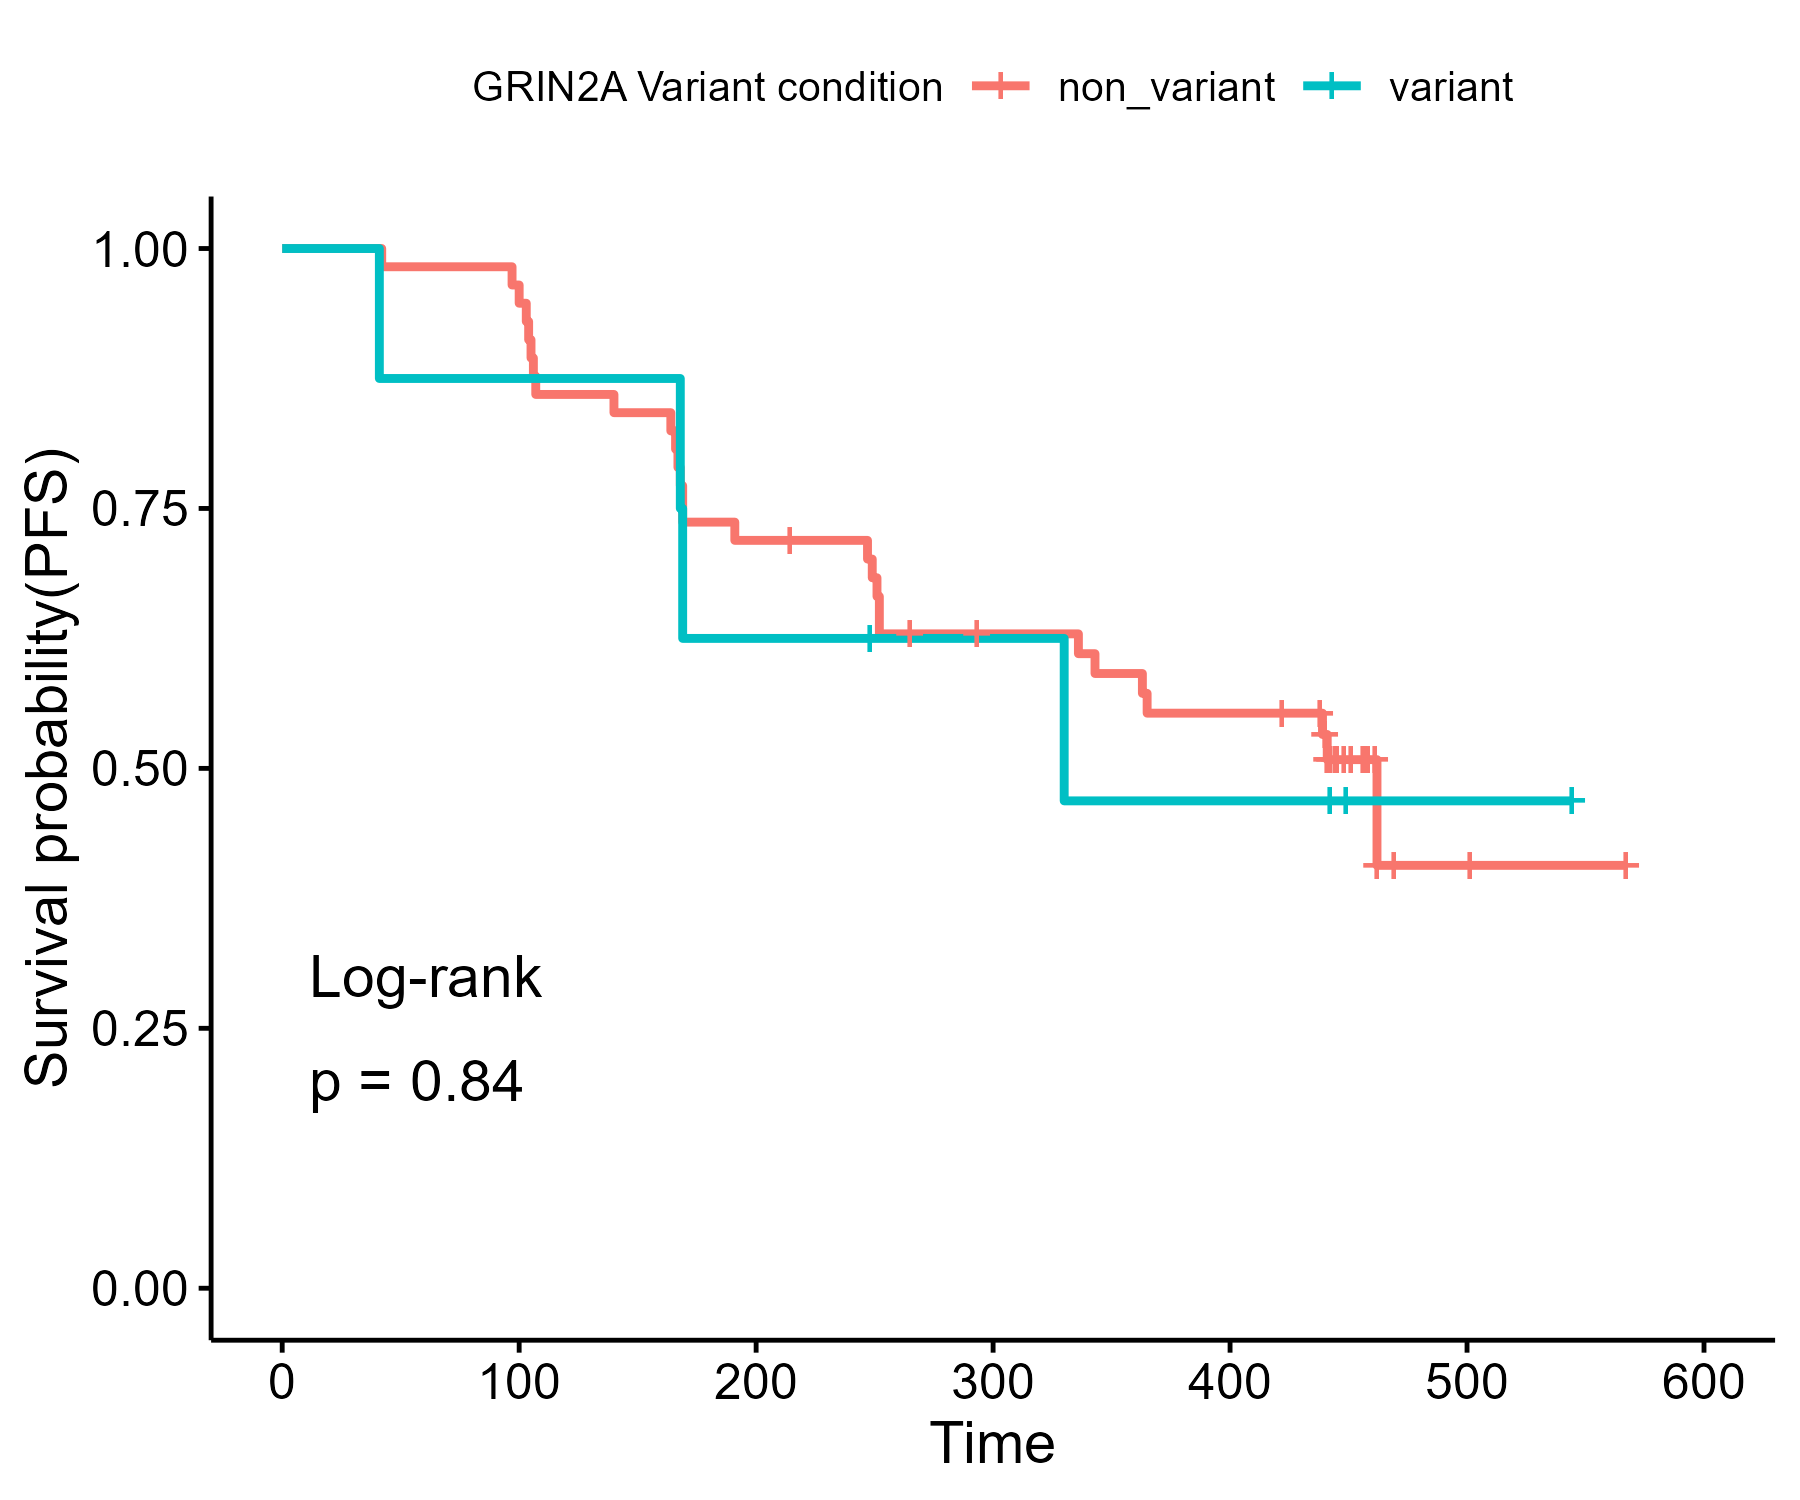 GRIN2A Variant condition non_variant variant
Survival probability(PFS)
1.00
0.75
0.50
0.25
0.00
Log-rank
p = 0.84
0 100 200 300 400 500 600
Time